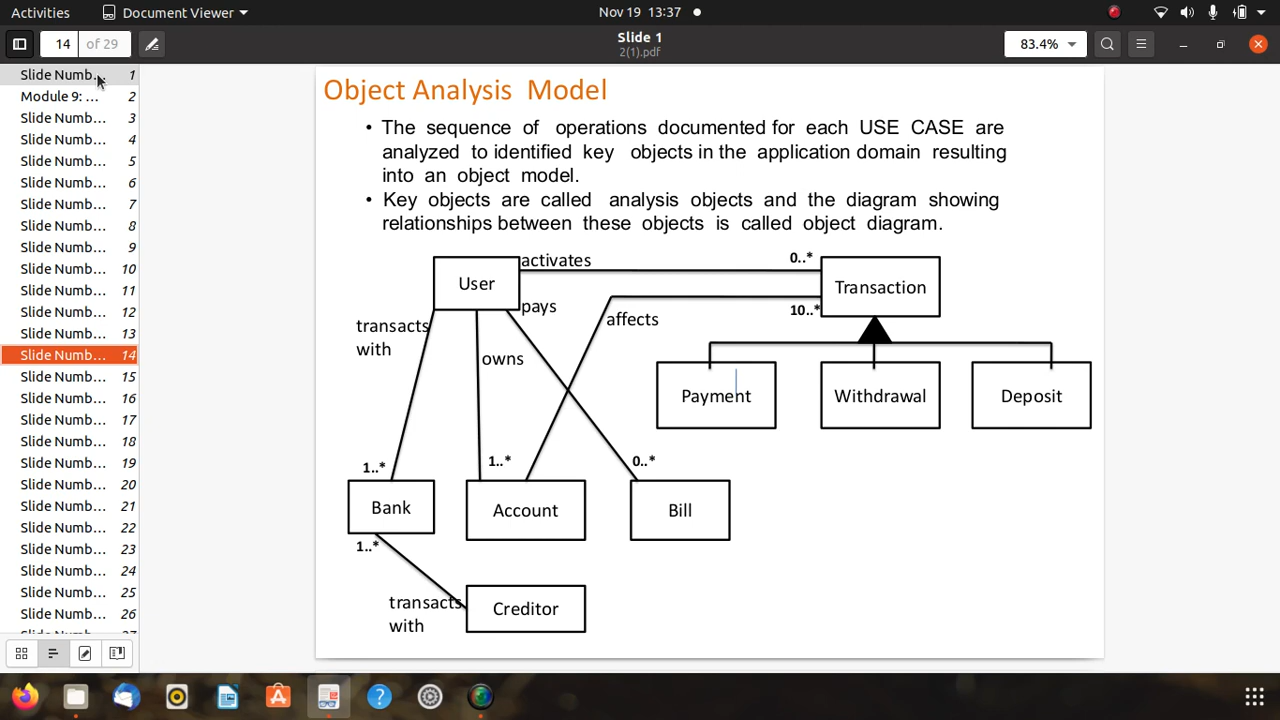 Activities
Document Viewer
Nov 19 13:37
14
of 29
Slide 1
2(1).pdf
83.4%
Slide Numb... 1
Module 9: ... 2
Slide Numb... 3
Slide Numb... 4
Slide Numb... 5
Slide Numb... 6
Slide Numb... 7
Slide Numb... 8
Slide Numb... 9
Slide Numb... 10
Slide Numb... 11
Slide Numb... 12
Slide Numb... 13
Slide Numb... 14
Slide Numb... 15
Slide Numb... 16
Slide Numb... 17
Slide Numb... 18
Slide Numb... 19
Slide Numb... 20
Slide Numb... 21
Slide Numb... 22
Slide Numb... 23
Slide Numb... 24
Slide Numb... 25
Slide Numb... 26
Object Analysis Model
• The sequence of operations documented for each USE CASE are
analyzed to identified key objects in the application domain resulting
into an object model.
• Key objects are called analysis objects and the diagram showing
relationships between these objects is called object diagram.
activates
0..*
User
Transaction
pays
10..*
affects
transacts
with
owns
Payment
Withdrawal
Deposit
1..*
1..*
0..*
Bank
Account
Bill
1..*
transacts
with
Creditor